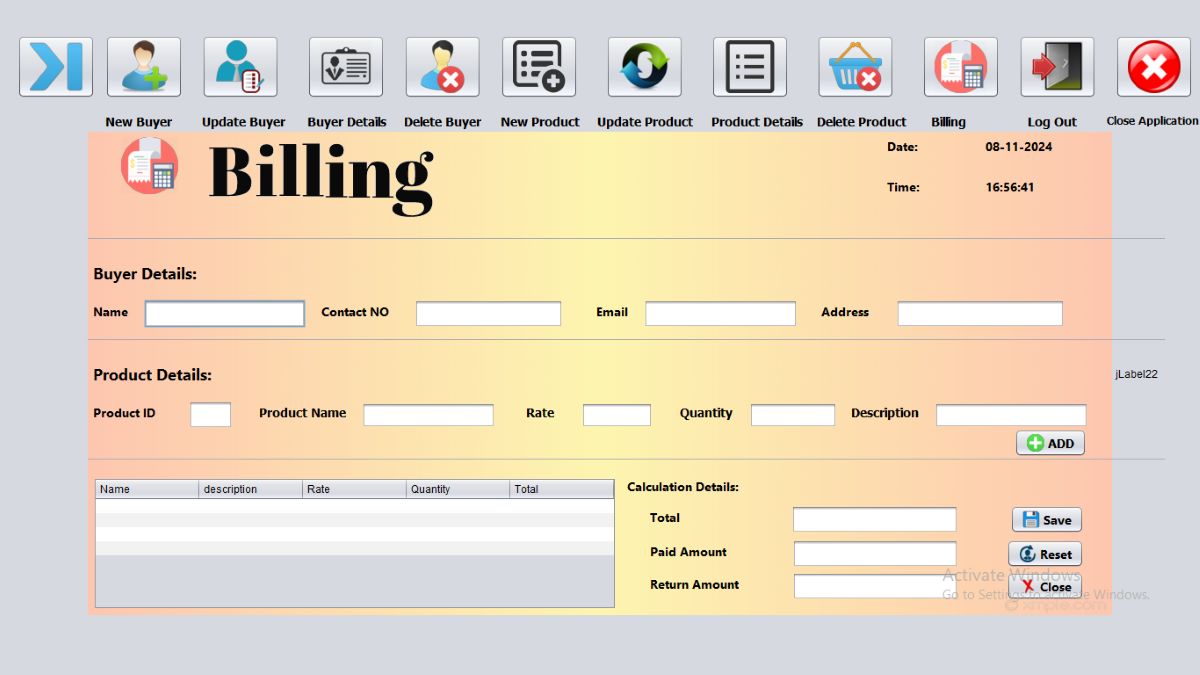 New Buyer Update Buyer Buyer Details Delete Buyer New Product Update Product Product Details Delete Product Billing Log Out Close Application
Billing
Date: 08-11-2024
Time: 16:56:41
Buyer Details:
Name Contact NO Email Address
Product Details:
jLabel22
Product ID Product Name Rate Quantity Description
ADD
Name description Rate Quantity Total
Calculation Details:
Total
Save
Paid Amount
Reset
Return Amount
Close
Activate Windows
Go to Settings to activate Windows.